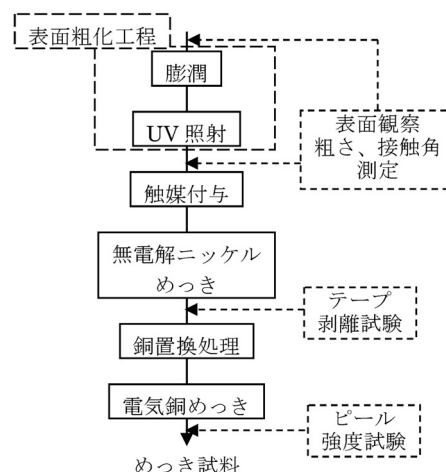 表面粗化工程
膨潤
UV 照射
表面観察
粗さ、接触角
測定
触媒付与
無電解ニッケル
めっき
テープ
剥離試験
銅置換処理
電気銅めっき
ピール
強度試験
めっき試料